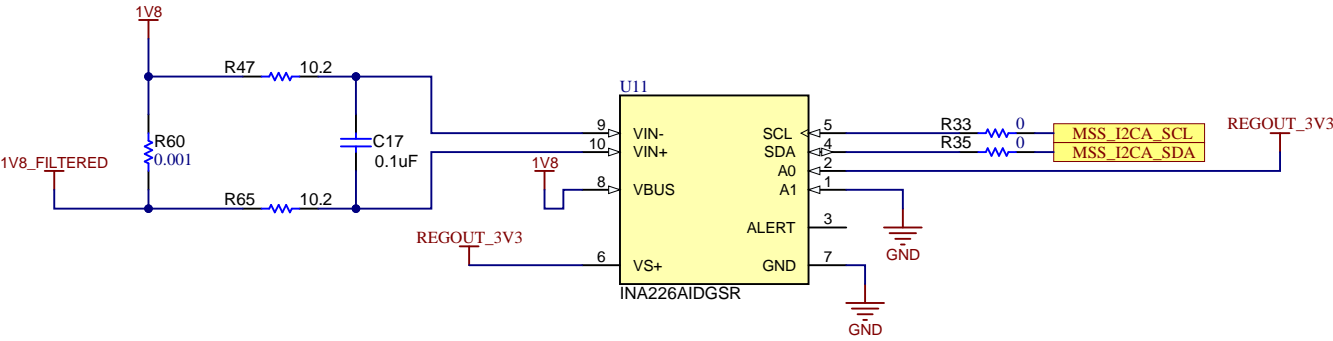 1V8
R47 10.2
R60
0.001
C17
0.1uF
1V8_FILTERED
R65 10.2
U11
9 VIN-
10 VIN+
1V8
8 VBUS
REGOUT_3V3
6 VS+
SCL 5
SDA 4
A0 2
A1 1
ALERT 3
GND 7
INA226AIDGSR
R33 0
R35 0
MSS_I2CA_SCL
MSS_I2CA_SDA
REGOUT_3V3
GND
GND